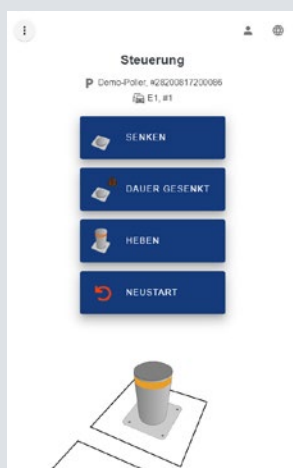 Steuerung
P Demo-Poller, #28200817200086
E1, #1
SENKEN
DAUER GESENKT
HEBEN
NEUSTART